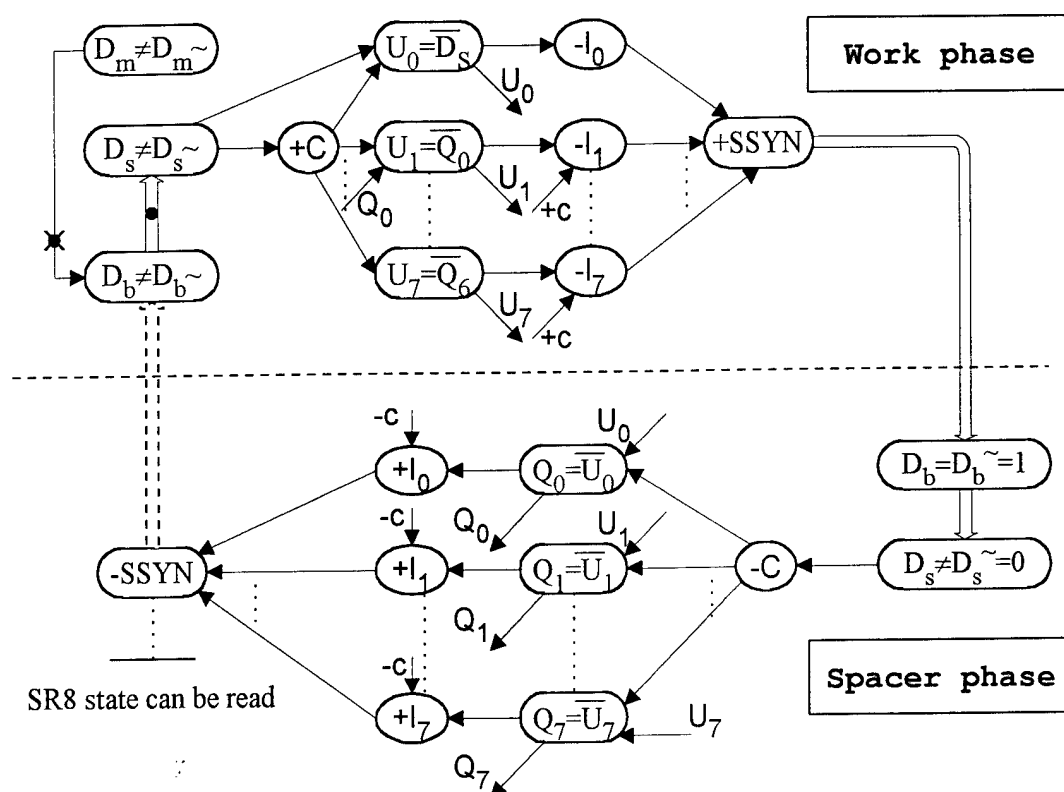 Dm≠Dm~
U0=D̅s
-I0
Work phase
U0
Ds≠Ds~
+C
U1=Q̅0
-I1
+SSYN
Q0
U1
+c
Db≠Db~
U7=Q̅6
-I7
U7
+c
-c
U0
+I0
Q0=U̅0
Db=Db~=1
-c
Q0
U1
-SSYN
+I1
Q1=U̅1
-C
Ds≠Ds~=0
Q1
-c
SR8 state can be read
Spacer phase
+I7
Q7=U̅7
U7
Q7